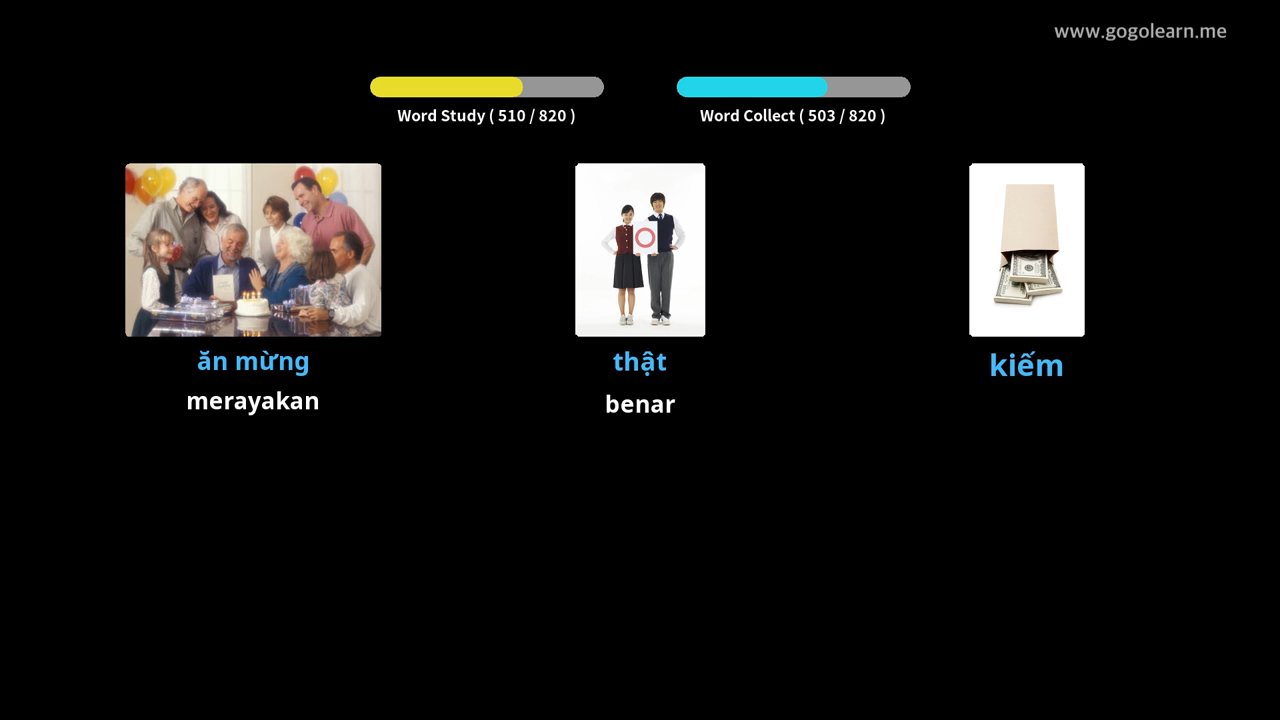 www.gogolearn.me
Word Study ( 510 / 820 )
Word Collect ( 503 / 820 )
ăn mừng
merayakan
thật
benar
kiếm